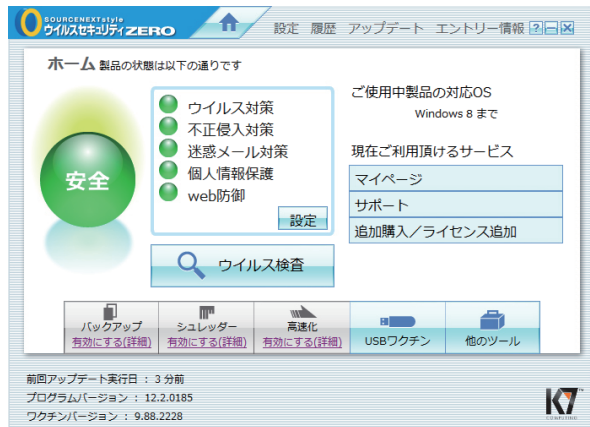 SOURCENEXTstyle
ウイルスセキュリティZERO
設定 履歴 アップデート エントリー情報 ?
ホーム 製品の状態は以下の通りです
安全
ウイルス対策
不正侵入対策
迷惑メール対策
個人情報保護
web防御
設定
ウイルス検査
ご使用中製品の対応OS
Windows 8 まで
現在ご利用頂けるサービス
マイページ
サポート
追加購入／ライセンス追加
バックアップ
有効にする(詳細)
シュレッダー
有効にする(詳細)
高速化
有効にする(詳細)
USBワクチン
他のツール
前回アップデート実行日 : 3 分前
プログラムバージョン : 12.2.0185
ワクチンバージョン : 9.88.2228
K7
COMPUTING